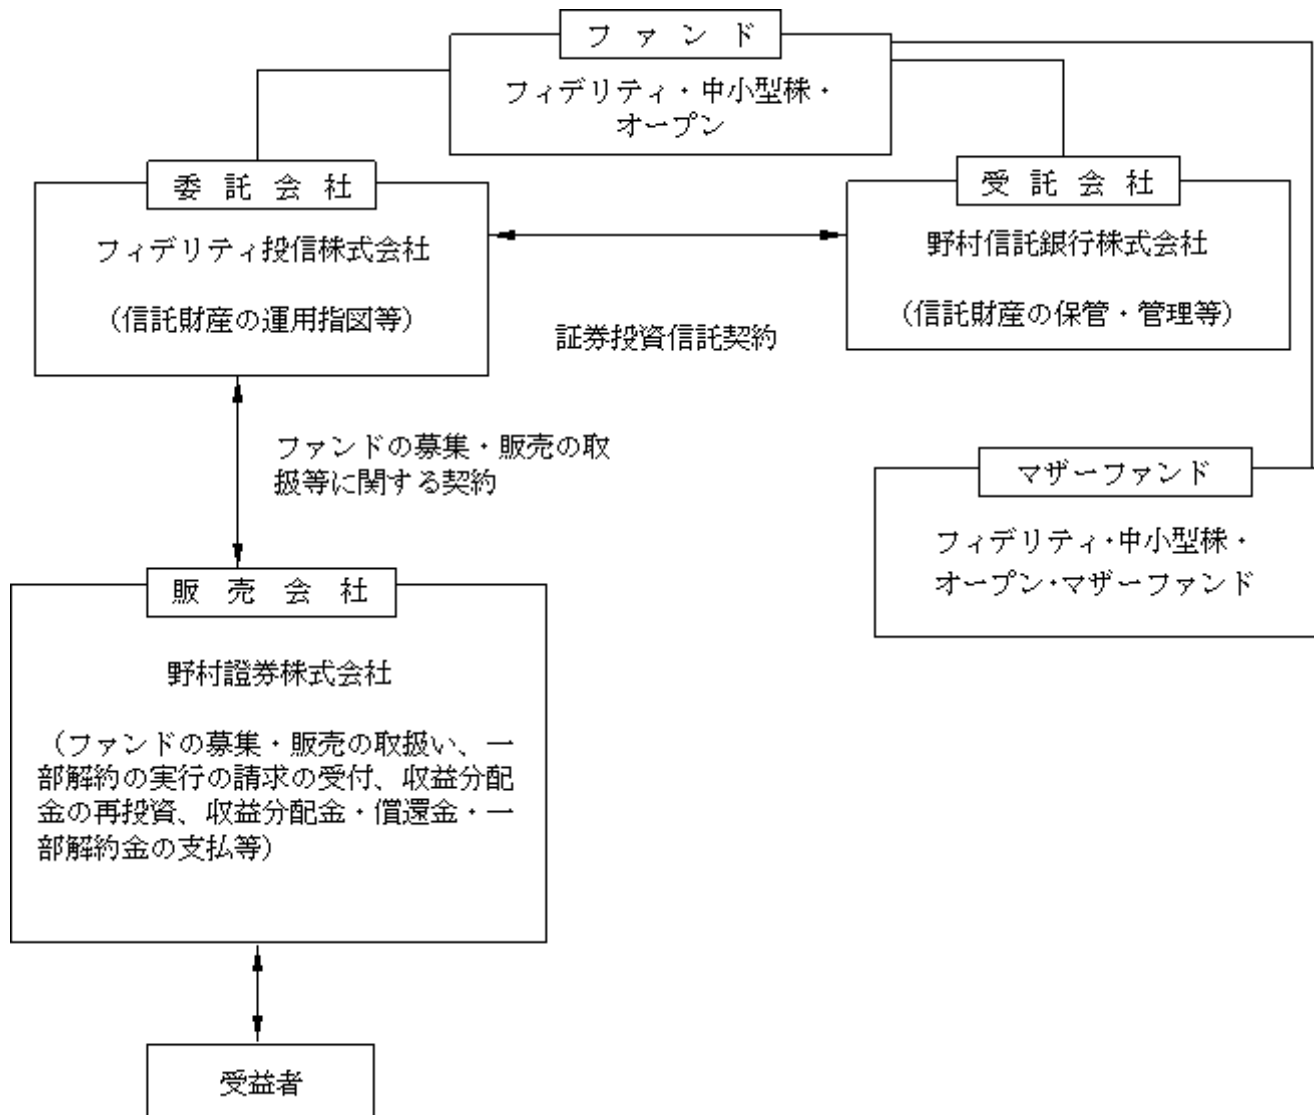 ファンド
フィデリティ・中小型株・
オープン
委託会社
フィデリティ投信株式会社
（信託財産の運用指図等）
受託会社
野村信託銀行株式会社
（信託財産の保管・管理等）
証券投資信託契約
ファンドの募集・販売の取
扱等に関する契約
マザーファンド
フィデリティ・中小型株・
オープン・マザーファンド
販売会社
野村證券株式会社
（ファンドの募集・販売の取扱い、一
部解約の実行の請求の受付、収益分配
金の再投資、収益分配金・償還金・一
部解約金の支払等）
受益者